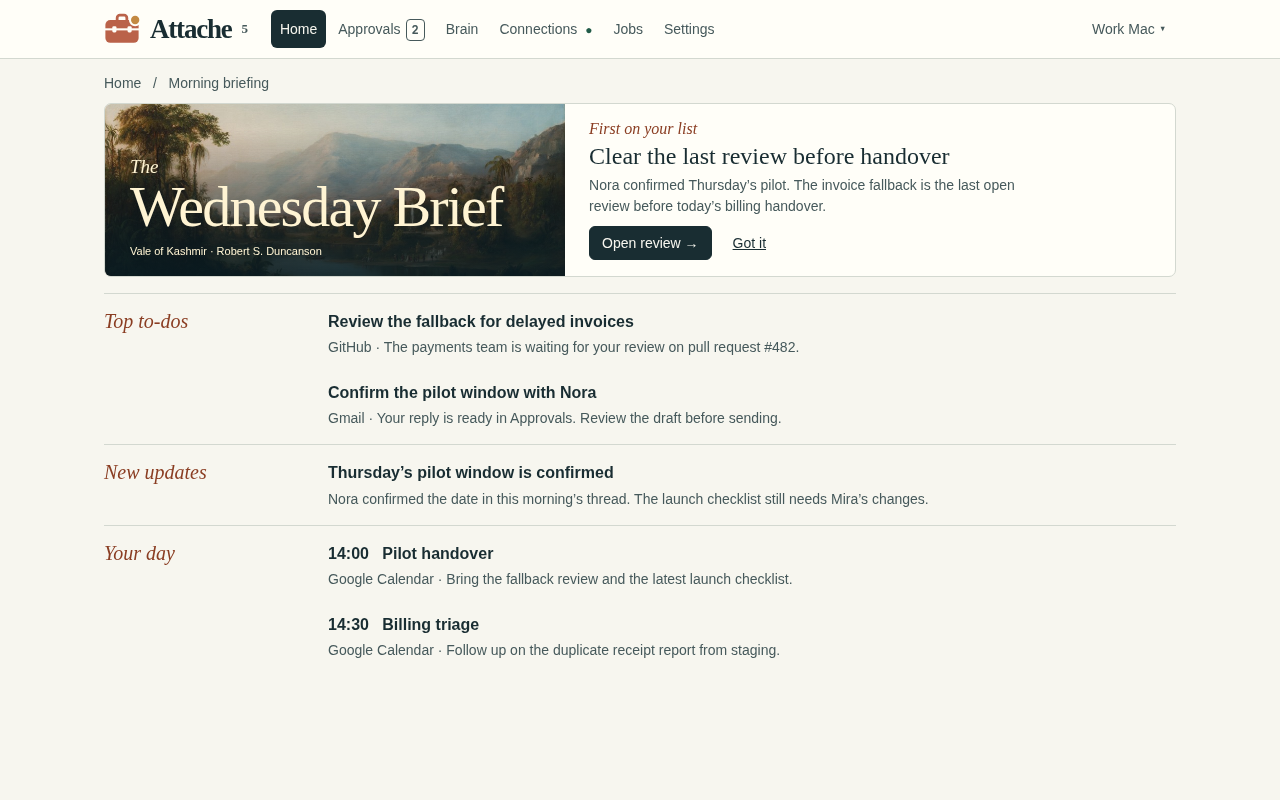 Attache 5
Home
Approvals 2
Brain
Connections
Jobs
Settings
Work Mac
Home / Morning briefing
The
Wednesday Brief
Vale of Kashmir · Robert S. Duncanson
First on your list
Clear the last review before handover
Nora confirmed Thursday’s pilot. The invoice fallback is the last open
review before today’s billing handover.
Open review →
Got it
Top to-dos
Review the fallback for delayed invoices
GitHub · The payments team is waiting for your review on pull request #482.
Confirm the pilot window with Nora
Gmail · Your reply is ready in Approvals. Review the draft before sending.
New updates
Thursday’s pilot window is confirmed
Nora confirmed the date in this morning’s thread. The launch checklist still needs Mira’s changes.
Your day
14:00 Pilot handover
Google Calendar · Bring the fallback review and the latest launch checklist.
14:30 Billing triage
Google Calendar · Follow up on the duplicate receipt report from staging.